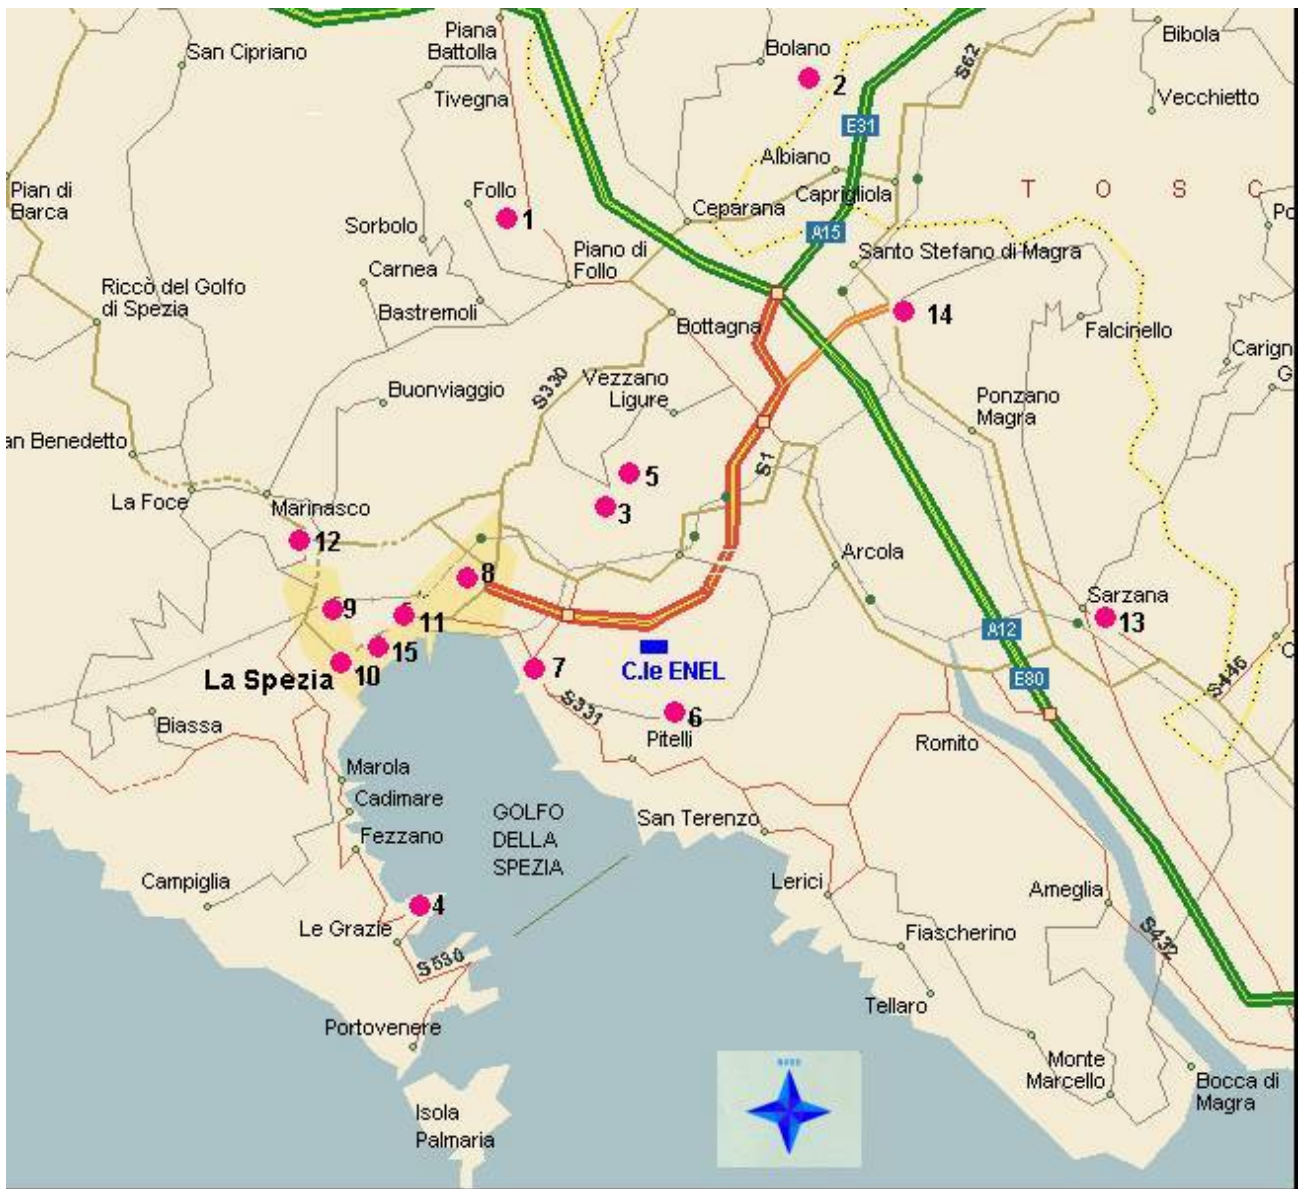 Piana
Battolla
San Cipriano
Bolano
Bibola
S62
2
Tivegna
Vecchietto
E31
Albiano
Pian di
Barca
Follo
Caprigliola
T O S C
1
Ceparana
Po
Sorbolo
A15
Piano di
Follo
Santo Stefano di Magra
Carnea
Riccò del Golfo
di Spezia
Bastremoli
Bottagna
14
Falcinello
Carign
G
Buonviaggio
S330
Vezzano
Ligure
Ponzano
Magra
an Benedetto
S1
5
La Foce
Marinasco
3
12
Arcola
8
9
Sarzana
11
13
A12
15
C.le ENEL
La Spezia
10
7
E80
S446
C
S331
6
Biassa
Pitelli
Romito
Marola
Cadimare
GOLFO
DELLA
SPEZIA
San Terenzo
Fezzano
Campiglia
Lerici
Ameglia
4
Le Grazie
Fiascherino
S432
S530
Tellaro
Portovenere
Monte
Marcello
Bocca di
Magra
Isola
Palmaria